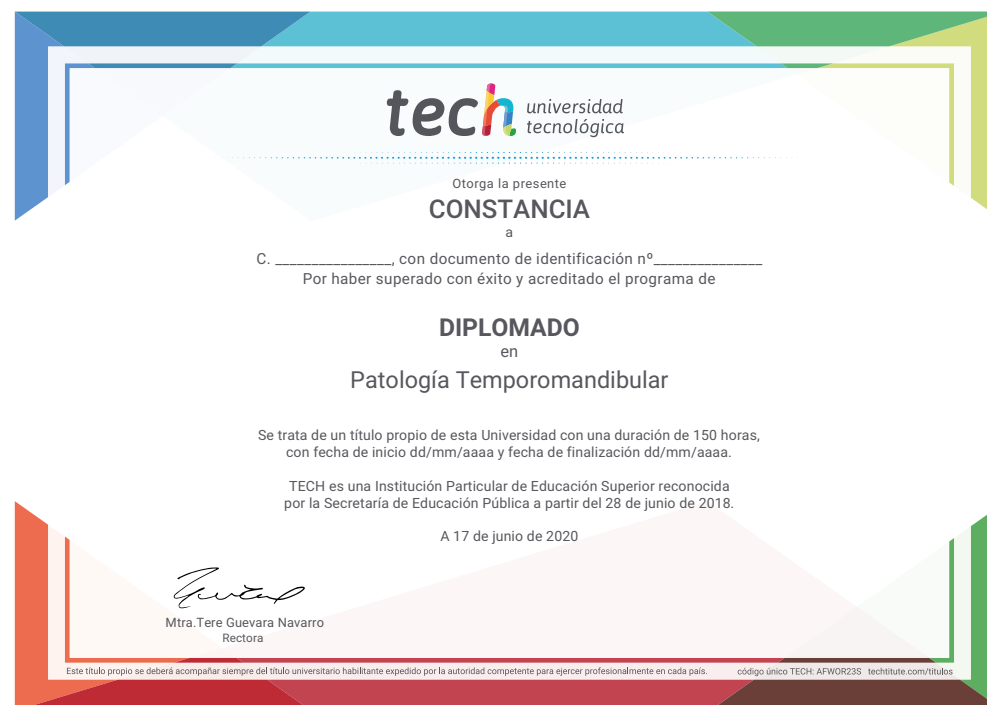 tech universidad
tecnológica
Otorga la presente
CONSTANCIA
a
C. ________________, con documento de identificación nº_______________
Por haber superado con éxito y acreditado el programa de
DIPLOMADO
en
Patología Temporomandibular
Se trata de un título propio de esta Universidad con una duración de 150 horas,
con fecha de inicio dd/mm/aaaa y fecha de finalización dd/mm/aaaa.
TECH es una Institución Particular de Educación Superior reconocida
por la Secretaría de Educación Pública a partir del 28 de junio de 2018.
A 17 de junio de 2020
Mtra.Tere Guevara Navarro
Rectora
Este título propio se deberá acompañar siempre del título universitario habilitante expedido por la autoridad competente para ejercer profesionalmente en cada país. código único TECH: AFWOR23S techtitute.com/titulos